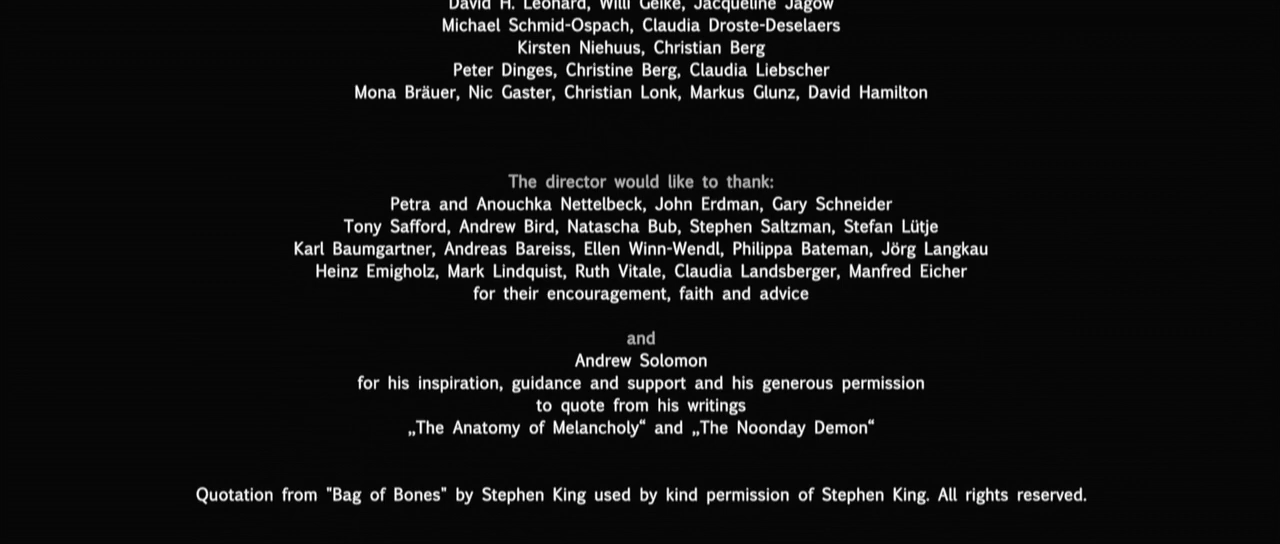 David H. Leonard, Willi Geike, Jacqueline Jagow
Michael Schmid-Ospach, Claudia Droste-Deselaers
Kirsten Niehuus, Christian Berg
Peter Dinges, Christine Berg, Claudia Liebscher
Mona Bräuer, Nic Gaster, Christian Lonk, Markus Glunz, David Hamilton
The director would like to thank:
Petra and Anouchka Nettelbeck, John Erdman, Gary Schneider
Tony Safford, Andrew Bird, Natascha Bub, Stephen Saltzman, Stefan Lütje
Karl Baumgartner, Andreas Bareiss, Ellen Winn-Wendl, Philippa Bateman, Jörg Langkau
Heinz Emigholz, Mark Lindquist, Ruth Vitale, Claudia Landsberger, Manfred Eicher
for their encouragement, faith and advice
and
Andrew Solomon
for his inspiration, guidance and support and his generous permission
to quote from his writings
„The Anatomy of Melancholy“ and „The Noonday Demon“
Quotation from "Bag of Bones" by Stephen King used by kind permission of Stephen King. All rights reserved.